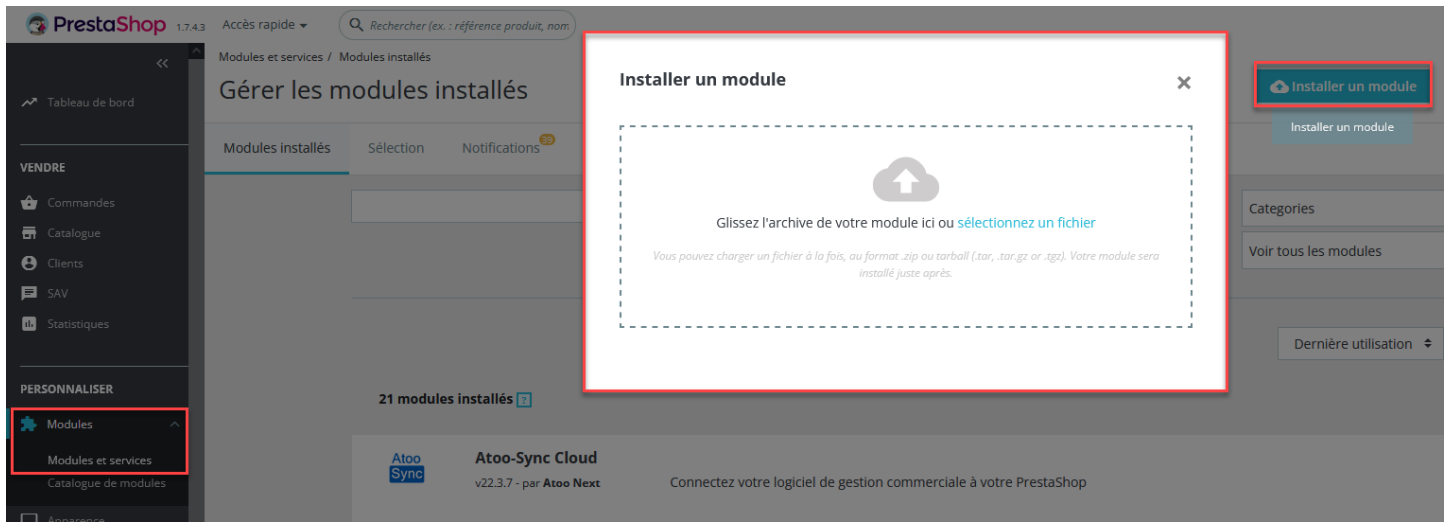 PrestaShop 1.7.4.3 Accès rapide Rechercher (ex. : référence produit, nom
Modules et services / Modules installés
Gérer les modules installés
Installer un module
Installer un module
Installer un module
Tableau de bord
Modules installés Sélection Notifications
VENDRE
Commandes
Catalogue
Clients
SAV
Statistiques
Glissez l'archive de votre module ici ou sélectionnez un fichier
Vous pouvez charger un fichier à la fois, au format .zip ou tarball (.tar, .tar.gz or .tgz). Votre module sera
installé juste après.
Categories
Voir tous les modules
Dernière utilisation
PERSONNALISER
Modules
Modules et services
Catalogue de modules
Apparence
21 modules installés ?
Atoo
Sync
Atoo-Sync Cloud
v22.3.7 - par Atoo Next
Connectez votre logiciel de gestion commerciale à votre PrestaShop